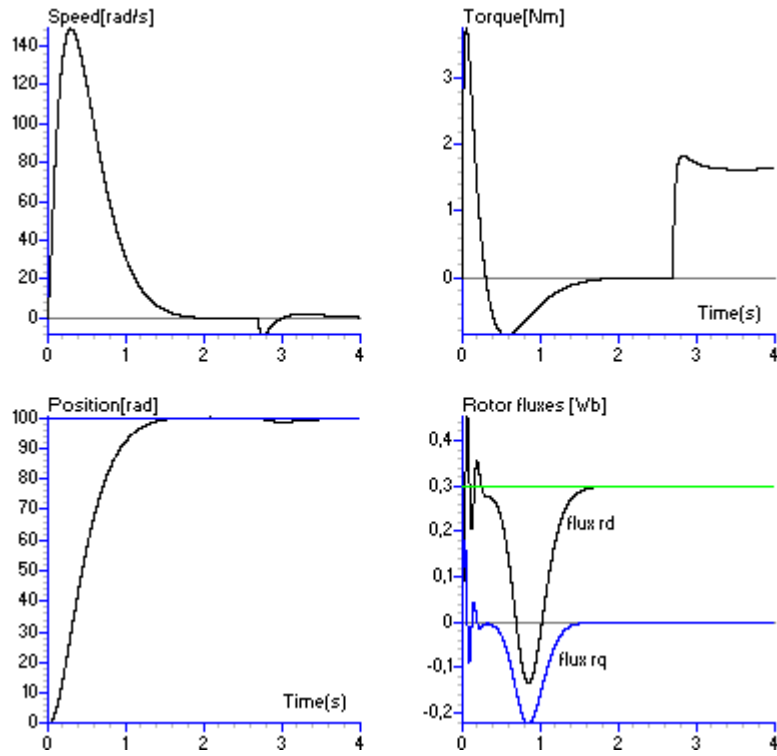 Speed[rad/s]
140
120
100
80
60
40
20
0
0 1 2 3 4
Torque[Nm]
3
2
1
0
Time(s)
0 1 2 3 4
Position[rad]
100
90
80
70
60
50
40
30
20
10
0
Time(s)
0 1 2 3 4
Rotor fluxes [Wb]
0,4
0,3
0,2
0,1
0
-0,1
-0,2
flux rd
flux rq
0 1 2 3 4